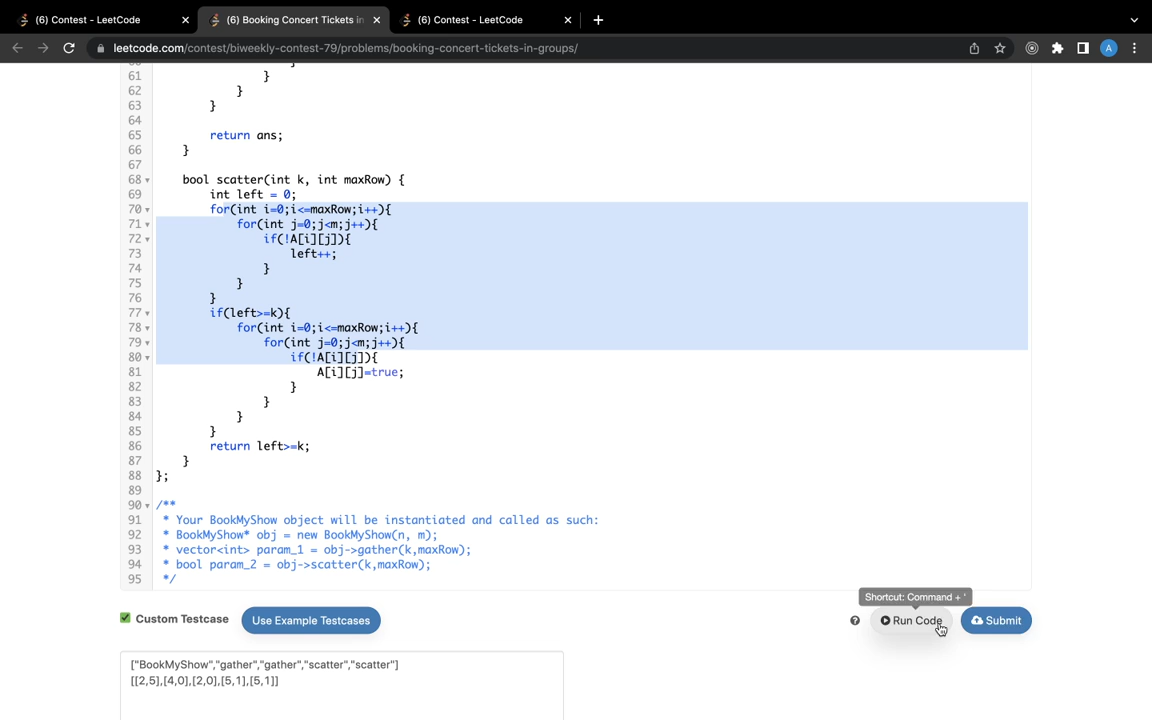 (6) Contest - LeetCode
(6) Booking Concert Tickets in
(6) Contest - LeetCode
leetcode.com/contest/biweekly-contest-79/problems/booking-concert-tickets-in-groups/
A
61 }
62 }
63 }
64
65 return ans;
66 }
67
68 bool scatter(int k, int maxRow) {
69 int left = 0;
70 for(int i=0;i<=maxRow;i++){
71 for(int j=0;j<m;j++){
72 if(!A[i][j]){
73 left++;
74 }
75 }
76 }
77 if(left>=k){
78 for(int i=0;i<=maxRow;i++){
79 for(int j=0;j<m;j++){
80 if(!A[i][j]){
81 A[i][j]=true;
82 }
83 }
84 }
85 }
86 return left>=k;
87 }
88 };
89
90 /**
91 * Your BookMyShow object will be instantiated and called as such:
92 * BookMyShow* obj = new BookMyShow(n, m);
93 * vector<int> param_1 = obj->gather(k,maxRow);
94 * bool param_2 = obj->scatter(k,maxRow);
95 */
Shortcut: Command + '
Custom Testcase
Use Example Testcases
? Run Code
Submit
["BookMyShow","gather","gather","scatter","scatter"]
[[2,5],[4,0],[2,0],[5,1],[5,1]]